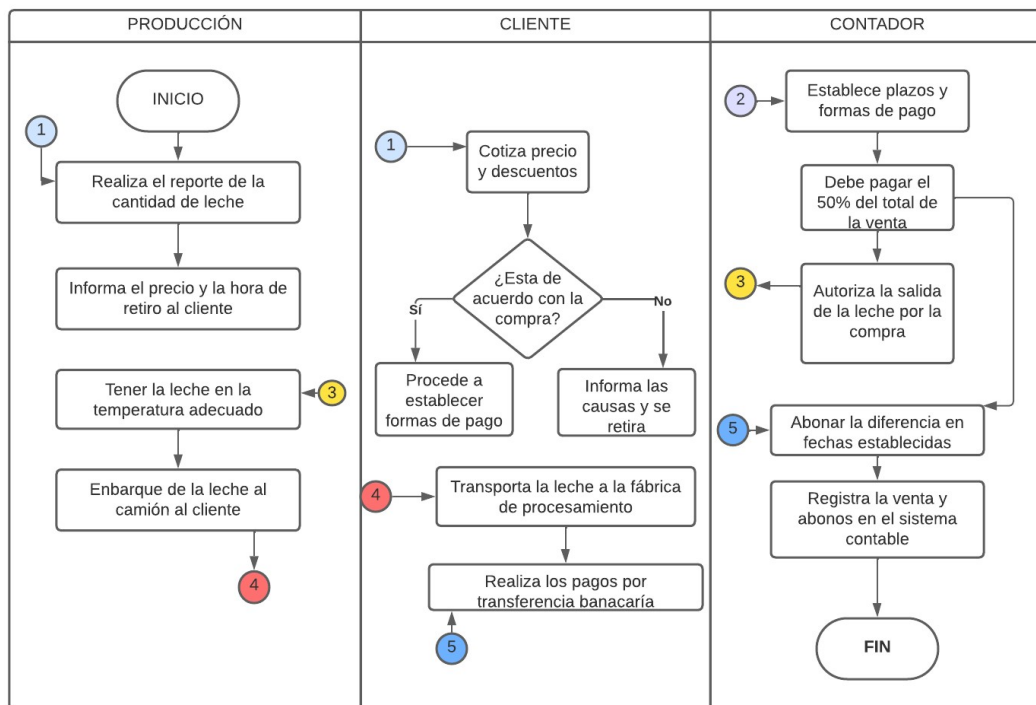 PRODUCCIÓN
INICIO
1
Realiza el reporte de la
cantidad de leche
Informa el precio y la hora de
retiro al cliente
Tener la leche en la
temperatura adecuado
3
Enbarque de la leche al
camión al cliente
4
CLIENTE
1
Cotiza precio
y descuentos
¿Esta de
acuerdo con la
compra?
Sí
No
Procede a
establecer
formas de pago
Informa las
causas y se
retira
4
Transporta la leche a la fábrica
de procesamiento
Realiza los pagos por
transferencia banacaría
5
CONTADOR
2
Establece plazos y
formas de pago
Debe pagar el
50% del total de
la venta
3
Autoriza la salida
de la leche por la
compra
5
Abonar la diferencia en
fechas establecidas
Registra la venta y
abonos en el sistema
contable
FIN